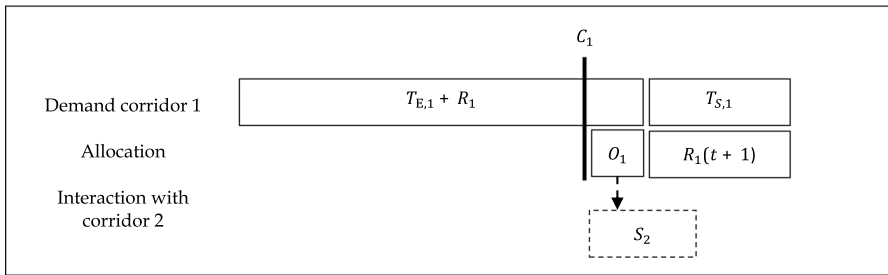 C₁
Demand corridor 1
T_E,1 + R₁
T_S,1
Allocation
O₁
R₁(t + 1)
Interaction with
corridor 2
S₂